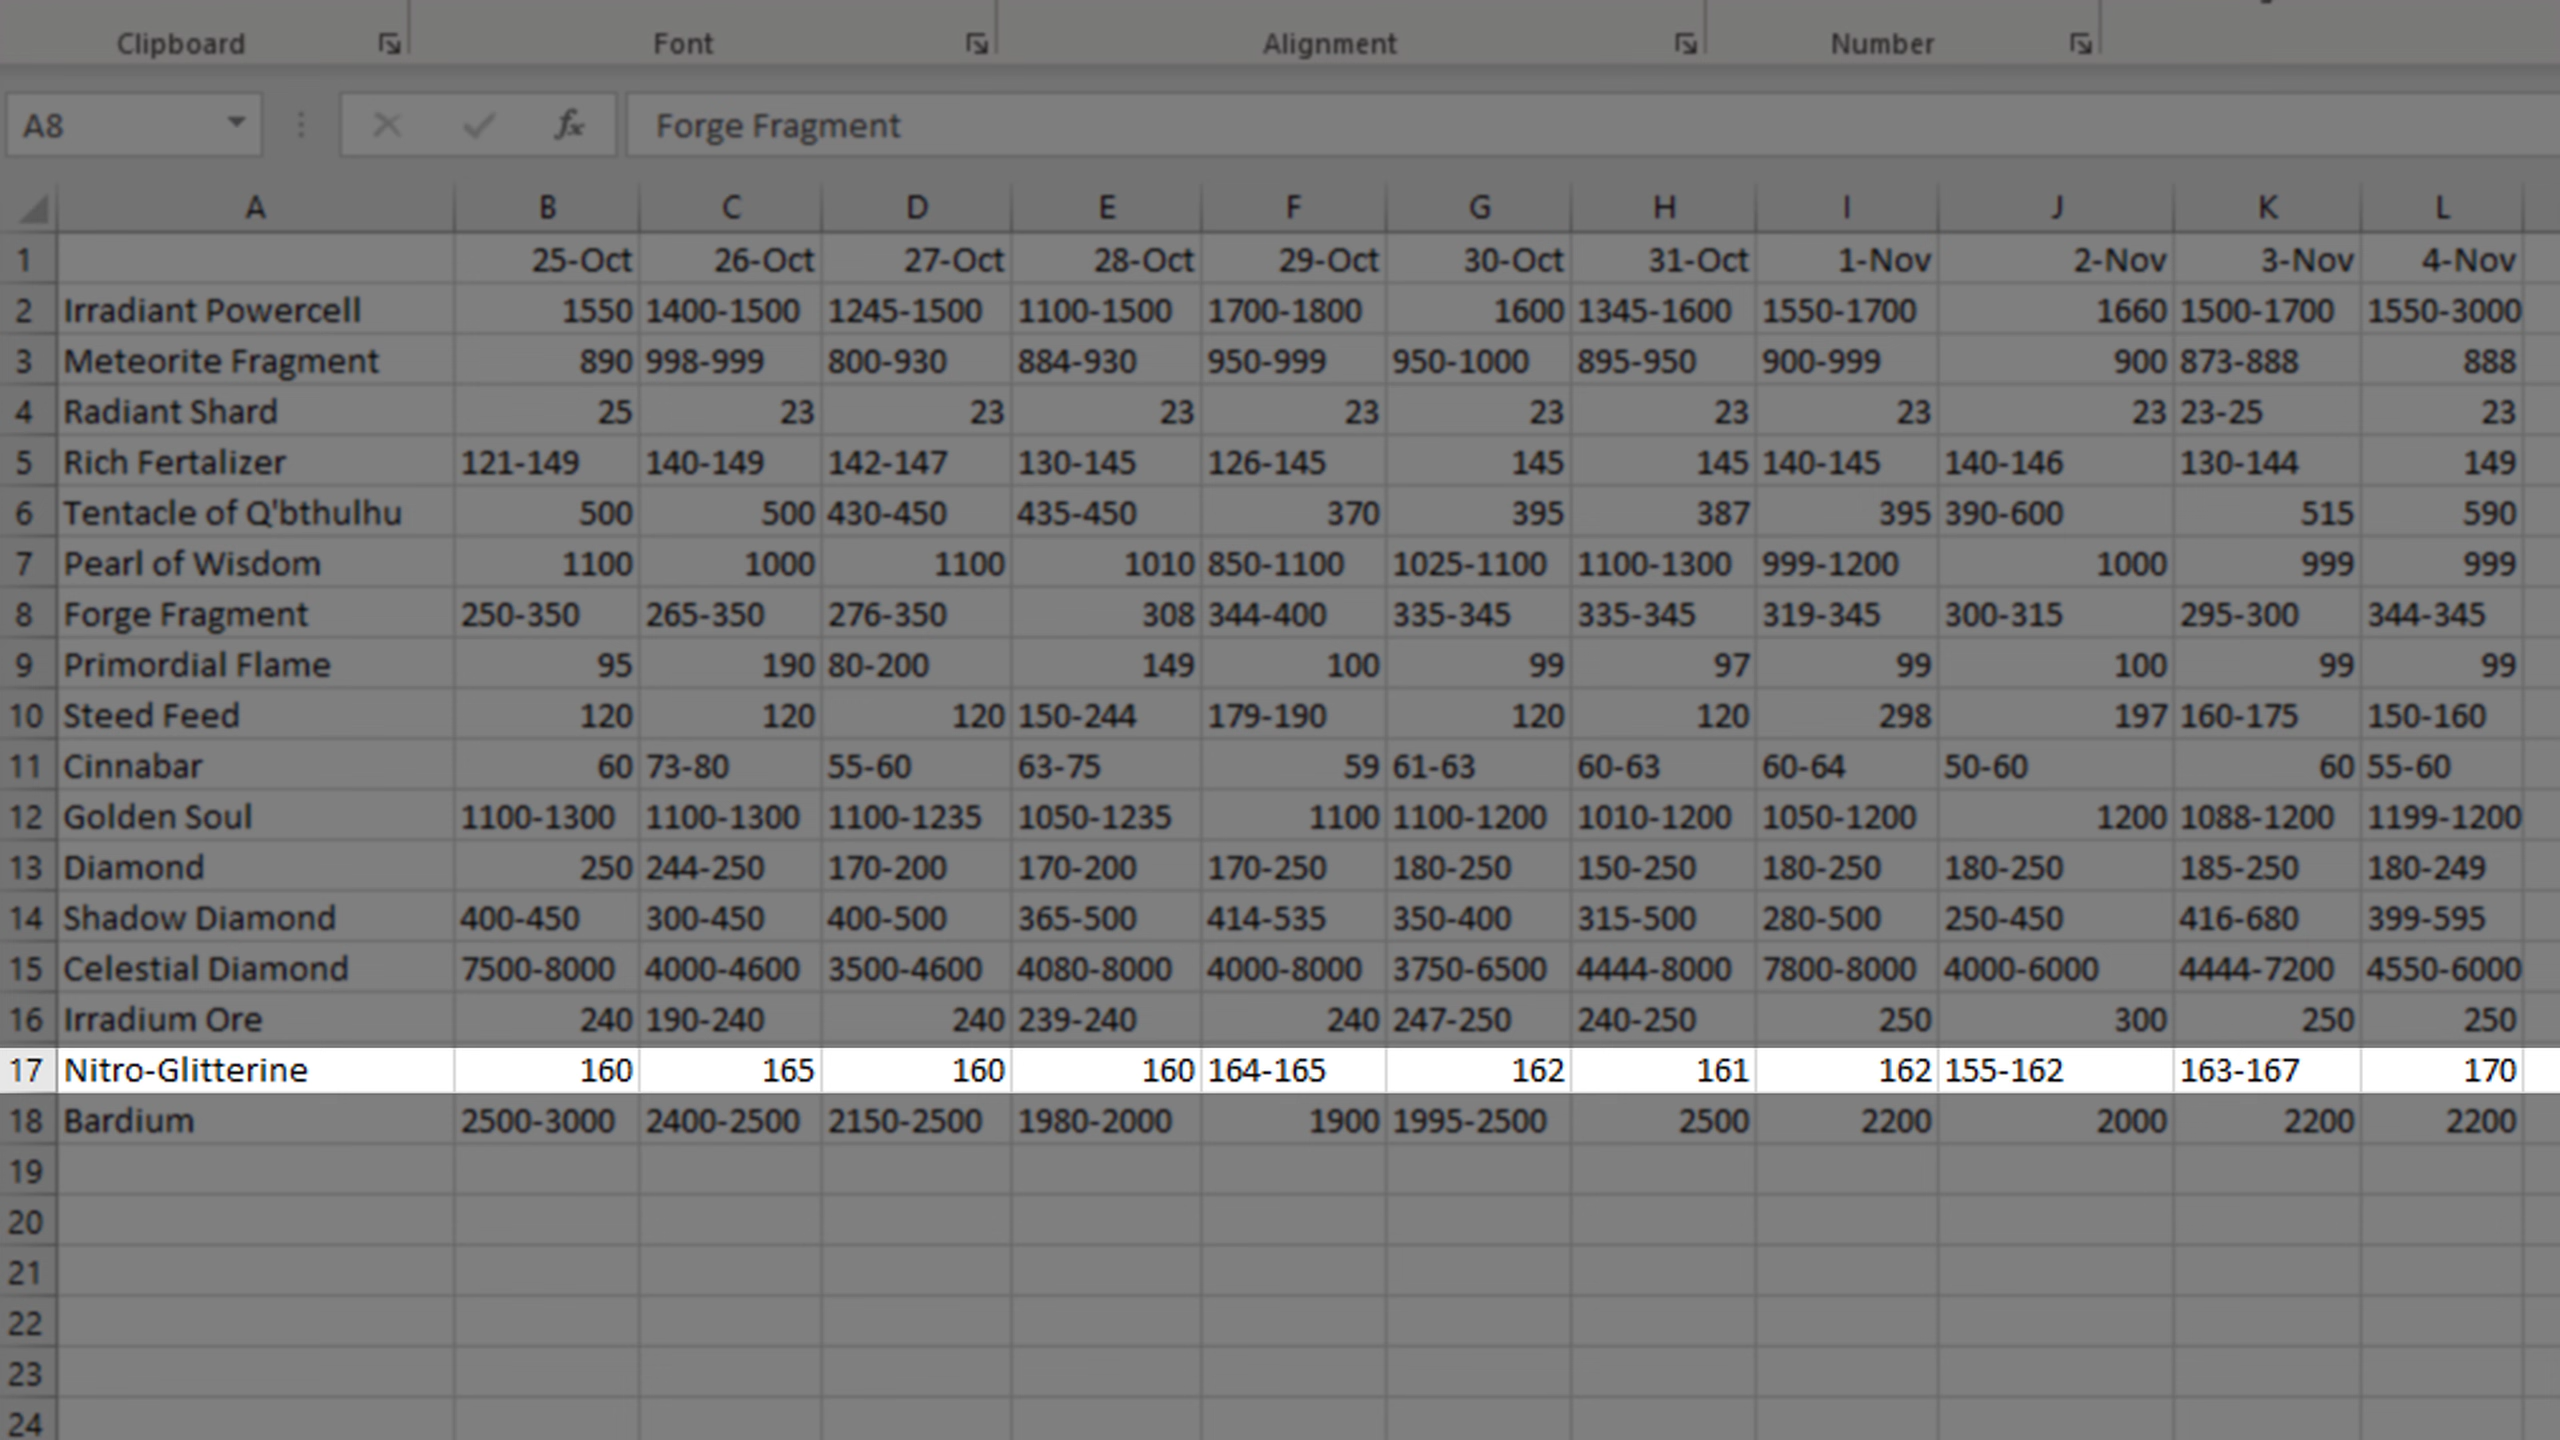 Clipboard Font Alignment Number
A8 fx Forge Fragment
A B C D E F G H I J K L
1 25-Oct 26-Oct 27-Oct 28-Oct 29-Oct 30-Oct 31-Oct 1-Nov 2-Nov 3-Nov 4-Nov
2 Irradiant Powercell 1550 1400-1500 1245-1500 1100-1500 1700-1800 1600 1345-1600 1550-1700 1660 1500-1700 1550-3000
3 Meteorite Fragment 890 998-999 800-930 884-930 950-999 950-1000 895-950 900-999 900 873-888 888
4 Radiant Shard 25 23 23 23 23 23 23 23 23 23-25 23
5 Rich Fertalizer 121-149 140-149 142-147 130-145 126-145 145 145 140-145 140-146 130-144 149
6 Tentacle of Q'bthulhu 500 500 430-450 435-450 370 395 387 395 390-600 515 590
7 Pearl of Wisdom 1100 1000 1100 1010 850-1100 1025-1100 1100-1300 999-1200 1000 999 999
8 Forge Fragment 250-350 265-350 276-350 308 344-400 335-345 335-345 319-345 300-315 295-300 344-345
9 Primordial Flame 95 190 80-200 149 100 99 97 99 100 99 99
10 Steed Feed 120 120 120 150-244 179-190 120 120 298 197 160-175 150-160
11 Cinnabar 60 73-80 55-60 63-75 59 61-63 60-63 60-64 50-60 60 55-60
12 Golden Soul 1100-1300 1100-1300 1100-1235 1050-1235 1100 1100-1200 1010-1200 1050-1200 1200 1088-1200 1199-1200
13 Diamond 250 244-250 170-200 170-200 170-250 180-250 150-250 180-250 180-250 185-250 180-249
14 Shadow Diamond 400-450 300-450 400-500 365-500 414-535 350-400 315-500 280-500 250-450 416-680 399-595
15 Celestial Diamond 7500-8000 4000-4600 3500-4600 4080-8000 4000-8000 3750-6500 4444-8000 7800-8000 4000-6000 4444-7200 4550-6000
16 Irradium Ore 240 190-240 240 239-240 240 247-250 240-250 250 300 250 250
17 Nitro-Glitterine 160 165 160 160 164-165 162 161 162 155-162 163-167 170
18 Bardium 2500-3000 2400-2500 2150-2500 1980-2000 1900 1995-2500 2500 2200 2000 2200 2200
19
20
21
22
23
24